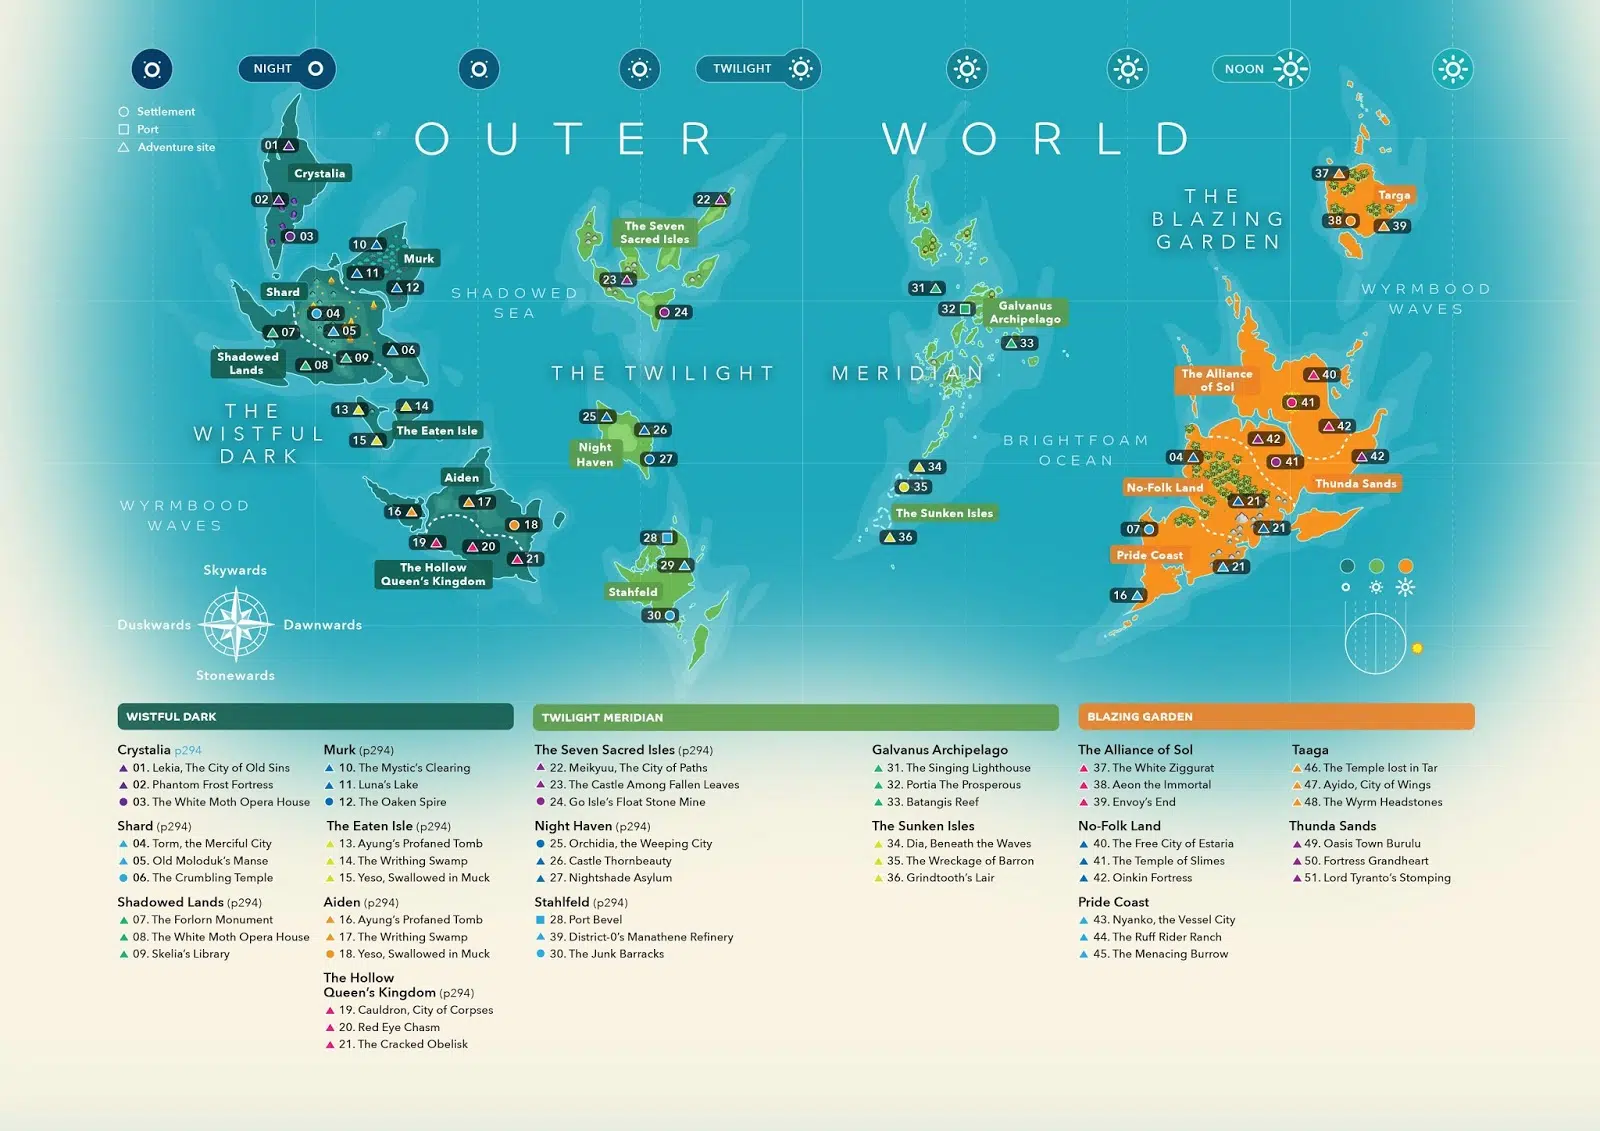 NIGHT
TWILIGHT
NOON
Settlement
Port
Adventure site
OUTER WORLD
01
Crystalia
02
03
10
Murk
11
12
Shard
04
05
07
06
09
08
Shadowed
Lands
THE
WISTFUL
DARK
13
14
15
The Eaten Isle
Aiden
16
17
18
19
20
21
The Hollow
Queen's Kingdom
WYRMBOOD
WAVES
SHADOWED
SEA
22
The Seven
Sacred Isles
23
24
THE TWILIGHT MERIDIAN
25
26
Night
Haven
27
28
29
Stahfeld
30
31
32
Galvanus
Archipelago
33
34
35
The Sunken Isles
36
BRIGHTFOAM
OCEAN
THE
BLAZING
GARDEN
37
Targa
38
39
WYRMBOOD
WAVES
The Alliance
of Sol
40
41
42
42
04
41
42
No-Folk Land
Thunda Sands
21
07
21
Pride Coast
21
16
Skywards
Duskwards
Dawnwards
Stonewards
WISTFUL DARK
Crystalia p294
01. Lekia, The City of Old Sins
02. Phantom Frost Fortress
03. The White Moth Opera House
Shard (p294)
04. Torm, the Merciful City
05. Old Moloduk's Manse
06. The Crumbling Temple
Shadowed Lands (p294)
07. The Forlorn Monument
08. The White Moth Opera House
09. Skelia's Library
Murk (p294)
10. The Mystic's Clearing
11. Luna's Lake
12. The Oaken Spire
The Eaten Isle (p294)
13. Ayung's Profaned Tomb
14. The Writhing Swamp
15. Yeso, Swallowed in Muck
Aiden (p294)
16. Ayung's Profaned Tomb
17. The Writhing Swamp
18. Yeso, Swallowed in Muck
The Hollow
Queen's Kingdom (p294)
19. Cauldron, City of Corpses
20. Red Eye Chasm
21. The Cracked Obelisk
TWILIGHT MERIDIAN
The Seven Sacred Isles (p294)
22. Meikyuu, The City of Paths
23. The Castle Among Fallen Leaves
24. Go Isle's Float Stone Mine
Night Haven (p294)
25. Orchidia, the Weeping City
26. Castle Thornbeauty
27. Nightshade Asylum
Stahlfeld (p294)
28. Port Bevel
39. District-0's Manathene Refinery
30. The Junk Barracks
Galvanus Archipelago
31. The Singing Lighthouse
32. Portia The Prosperous
33. Batangis Reef
The Sunken Isles
34. Dia, Beneath the Waves
35. The Wreckage of Barron
36. Grindtooth's Lair
BLAZING GARDEN
The Alliance of Sol
37. The White Ziggurat
38. Aeon the Immortal
39. Envoy's End
No-Folk Land
40. The Free City of Estaria
41. The Temple of Slimes
42. Oinkin Fortress
Pride Coast
43. Nyanko, the Vessel City
44. The Ruff Rider Ranch
45. The Menacing Burrow
Taaga
46. The Temple lost in Tar
47. Ayido, City of Wings
48. The Wyrm Headstones
Thunda Sands
49. Oasis Town Burulu
50. Fortress Grandheart
51. Lord Tyranto's Stomping